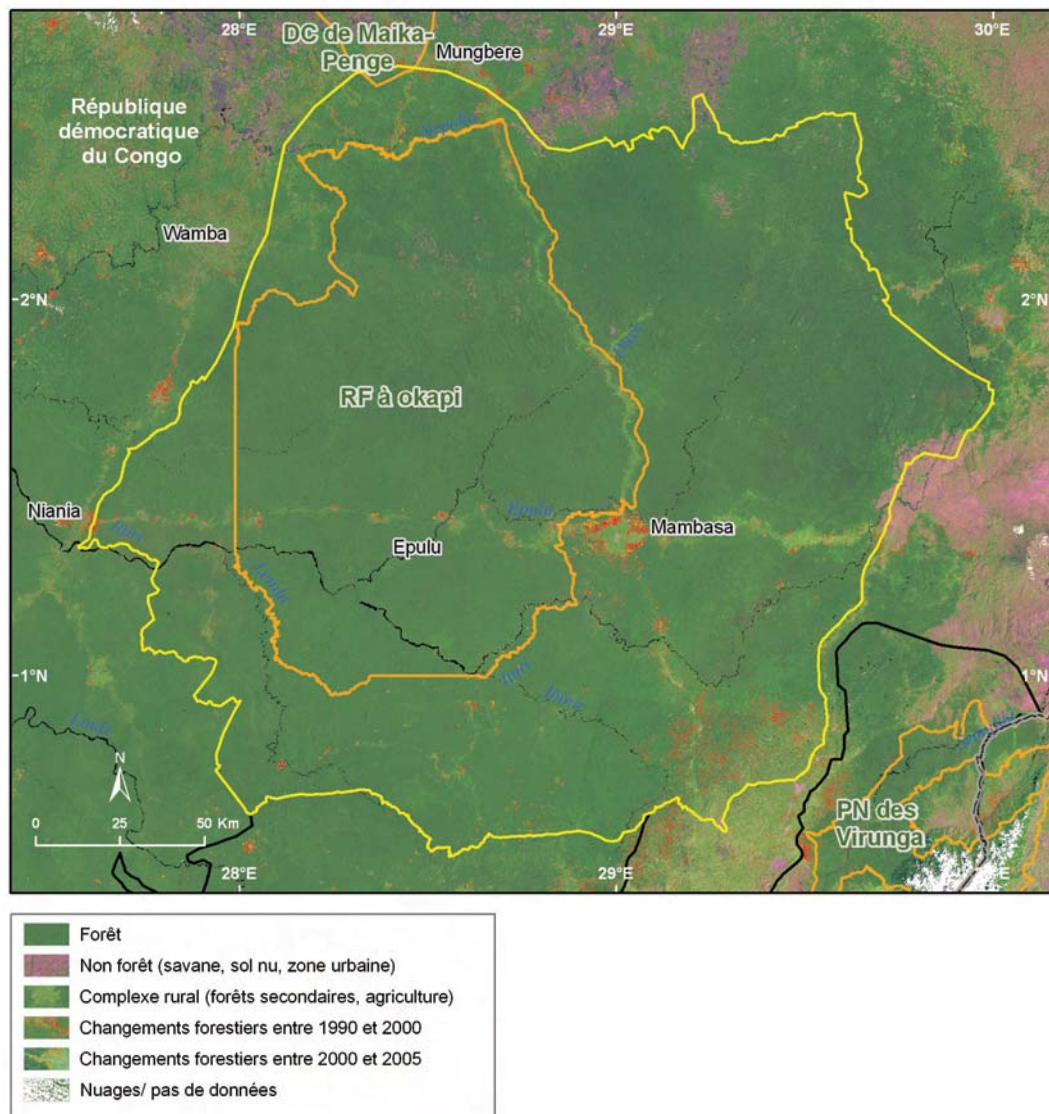 28°E
29°E
30°E
DC de Maika-
Penge
Mungbere
République
démocratique
du Congo
Wamba
2°N
2°N
RF à okapi
Niania
Ituri
Epulu
Mambasa
Epulu
Lenda
1°N
1°N
Ituri
Ibina
Lindi
N
0 25 50 Km
PN des
Virunga
28°E
29°E
Forêt
Non forêt (savane, sol nu, zone urbaine)
Complexe rural (forêts secondaires, agriculture)
Changements forestiers entre 1990 et 2000
Changements forestiers entre 2000 et 2005
Nuages/ pas de données